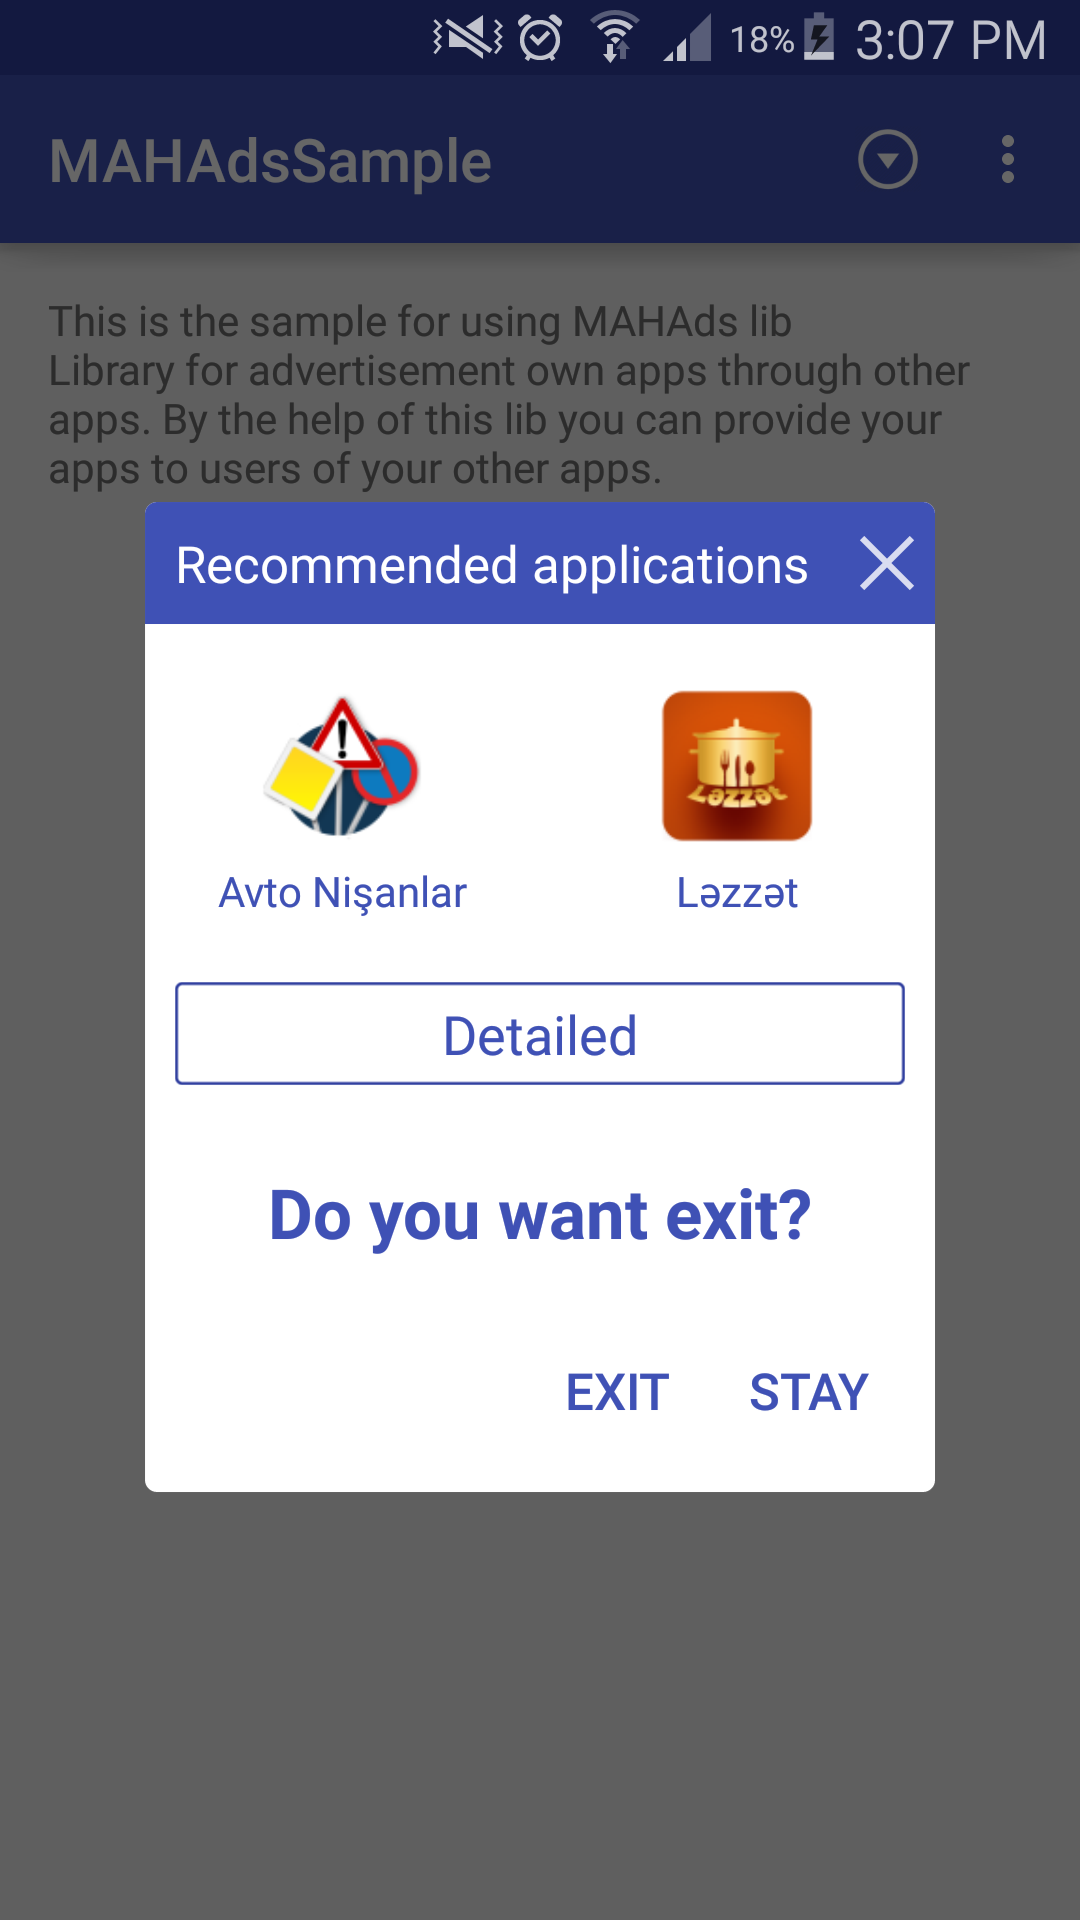 18% 3:07 PM
MAHAdsSample
This is the sample for using MAHAds lib
Library for advertisement own apps through other
apps. By the help of this lib you can provide your
apps to users of your other apps.
Recommended applications
Ləzzət
Avto Nişanlar
Ləzzət
Detailed
Do you want exit?
EXIT STAY